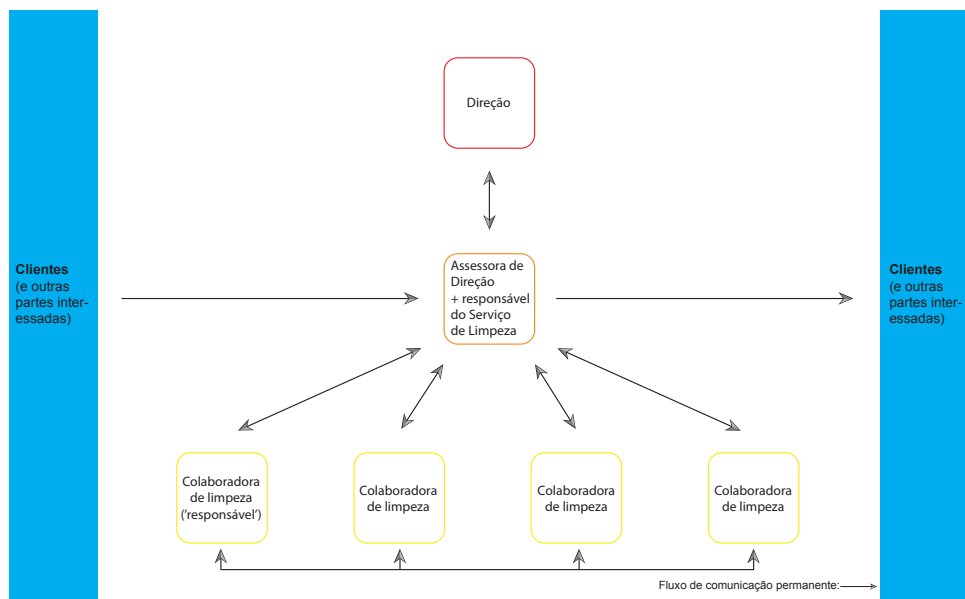 Direção
Clientes
(e outras
partes inter-
essadas)
Assessora de
Direção
+ responsável
do Serviço
de Limpeza
Clientes
(e outras
partes inter-
essadas)
Colaboradora
de limpeza
('responsável')
Colaboradora
de limpeza
Colaboradora
de limpeza
Colaboradora
de limpeza
Fluxo de comunicação permanente: